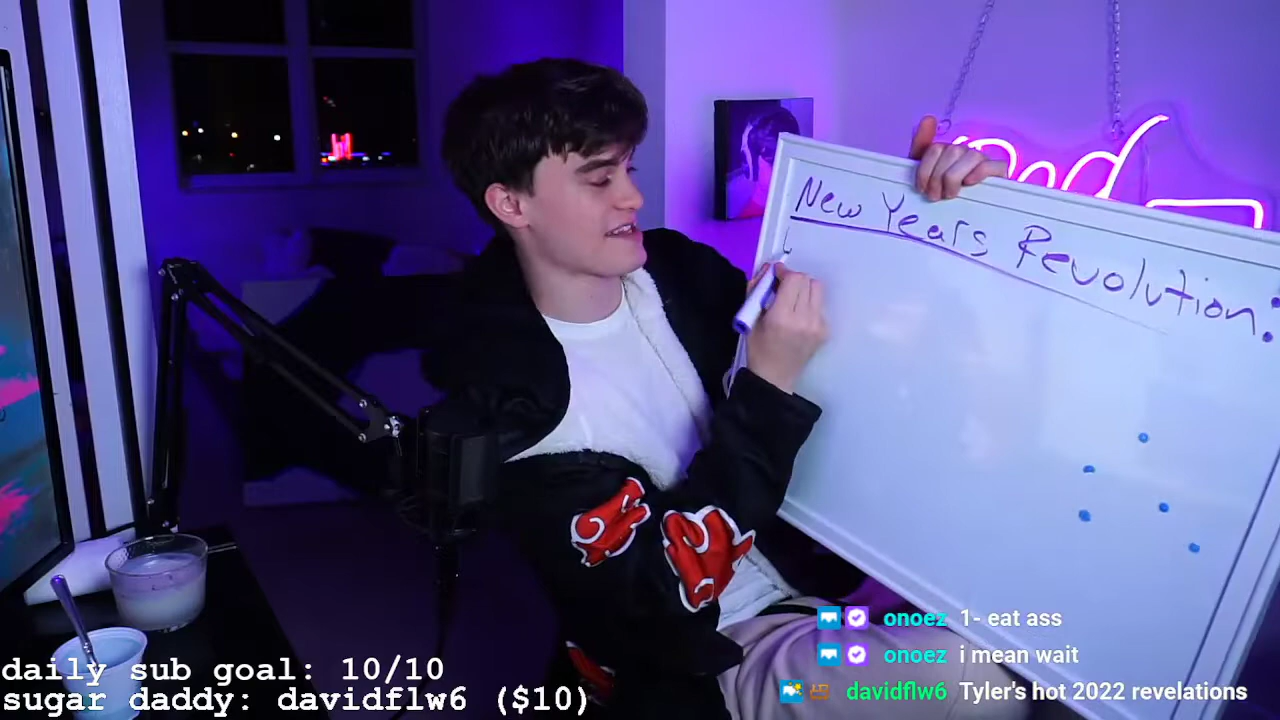 New Years Revolution:
onoez 1- eat ass
onoez i mean wait
davidflw6 Tyler's hot 2022 revelations
daily sub goal: 10/10
sugar daddy: davidflw6 ($10)